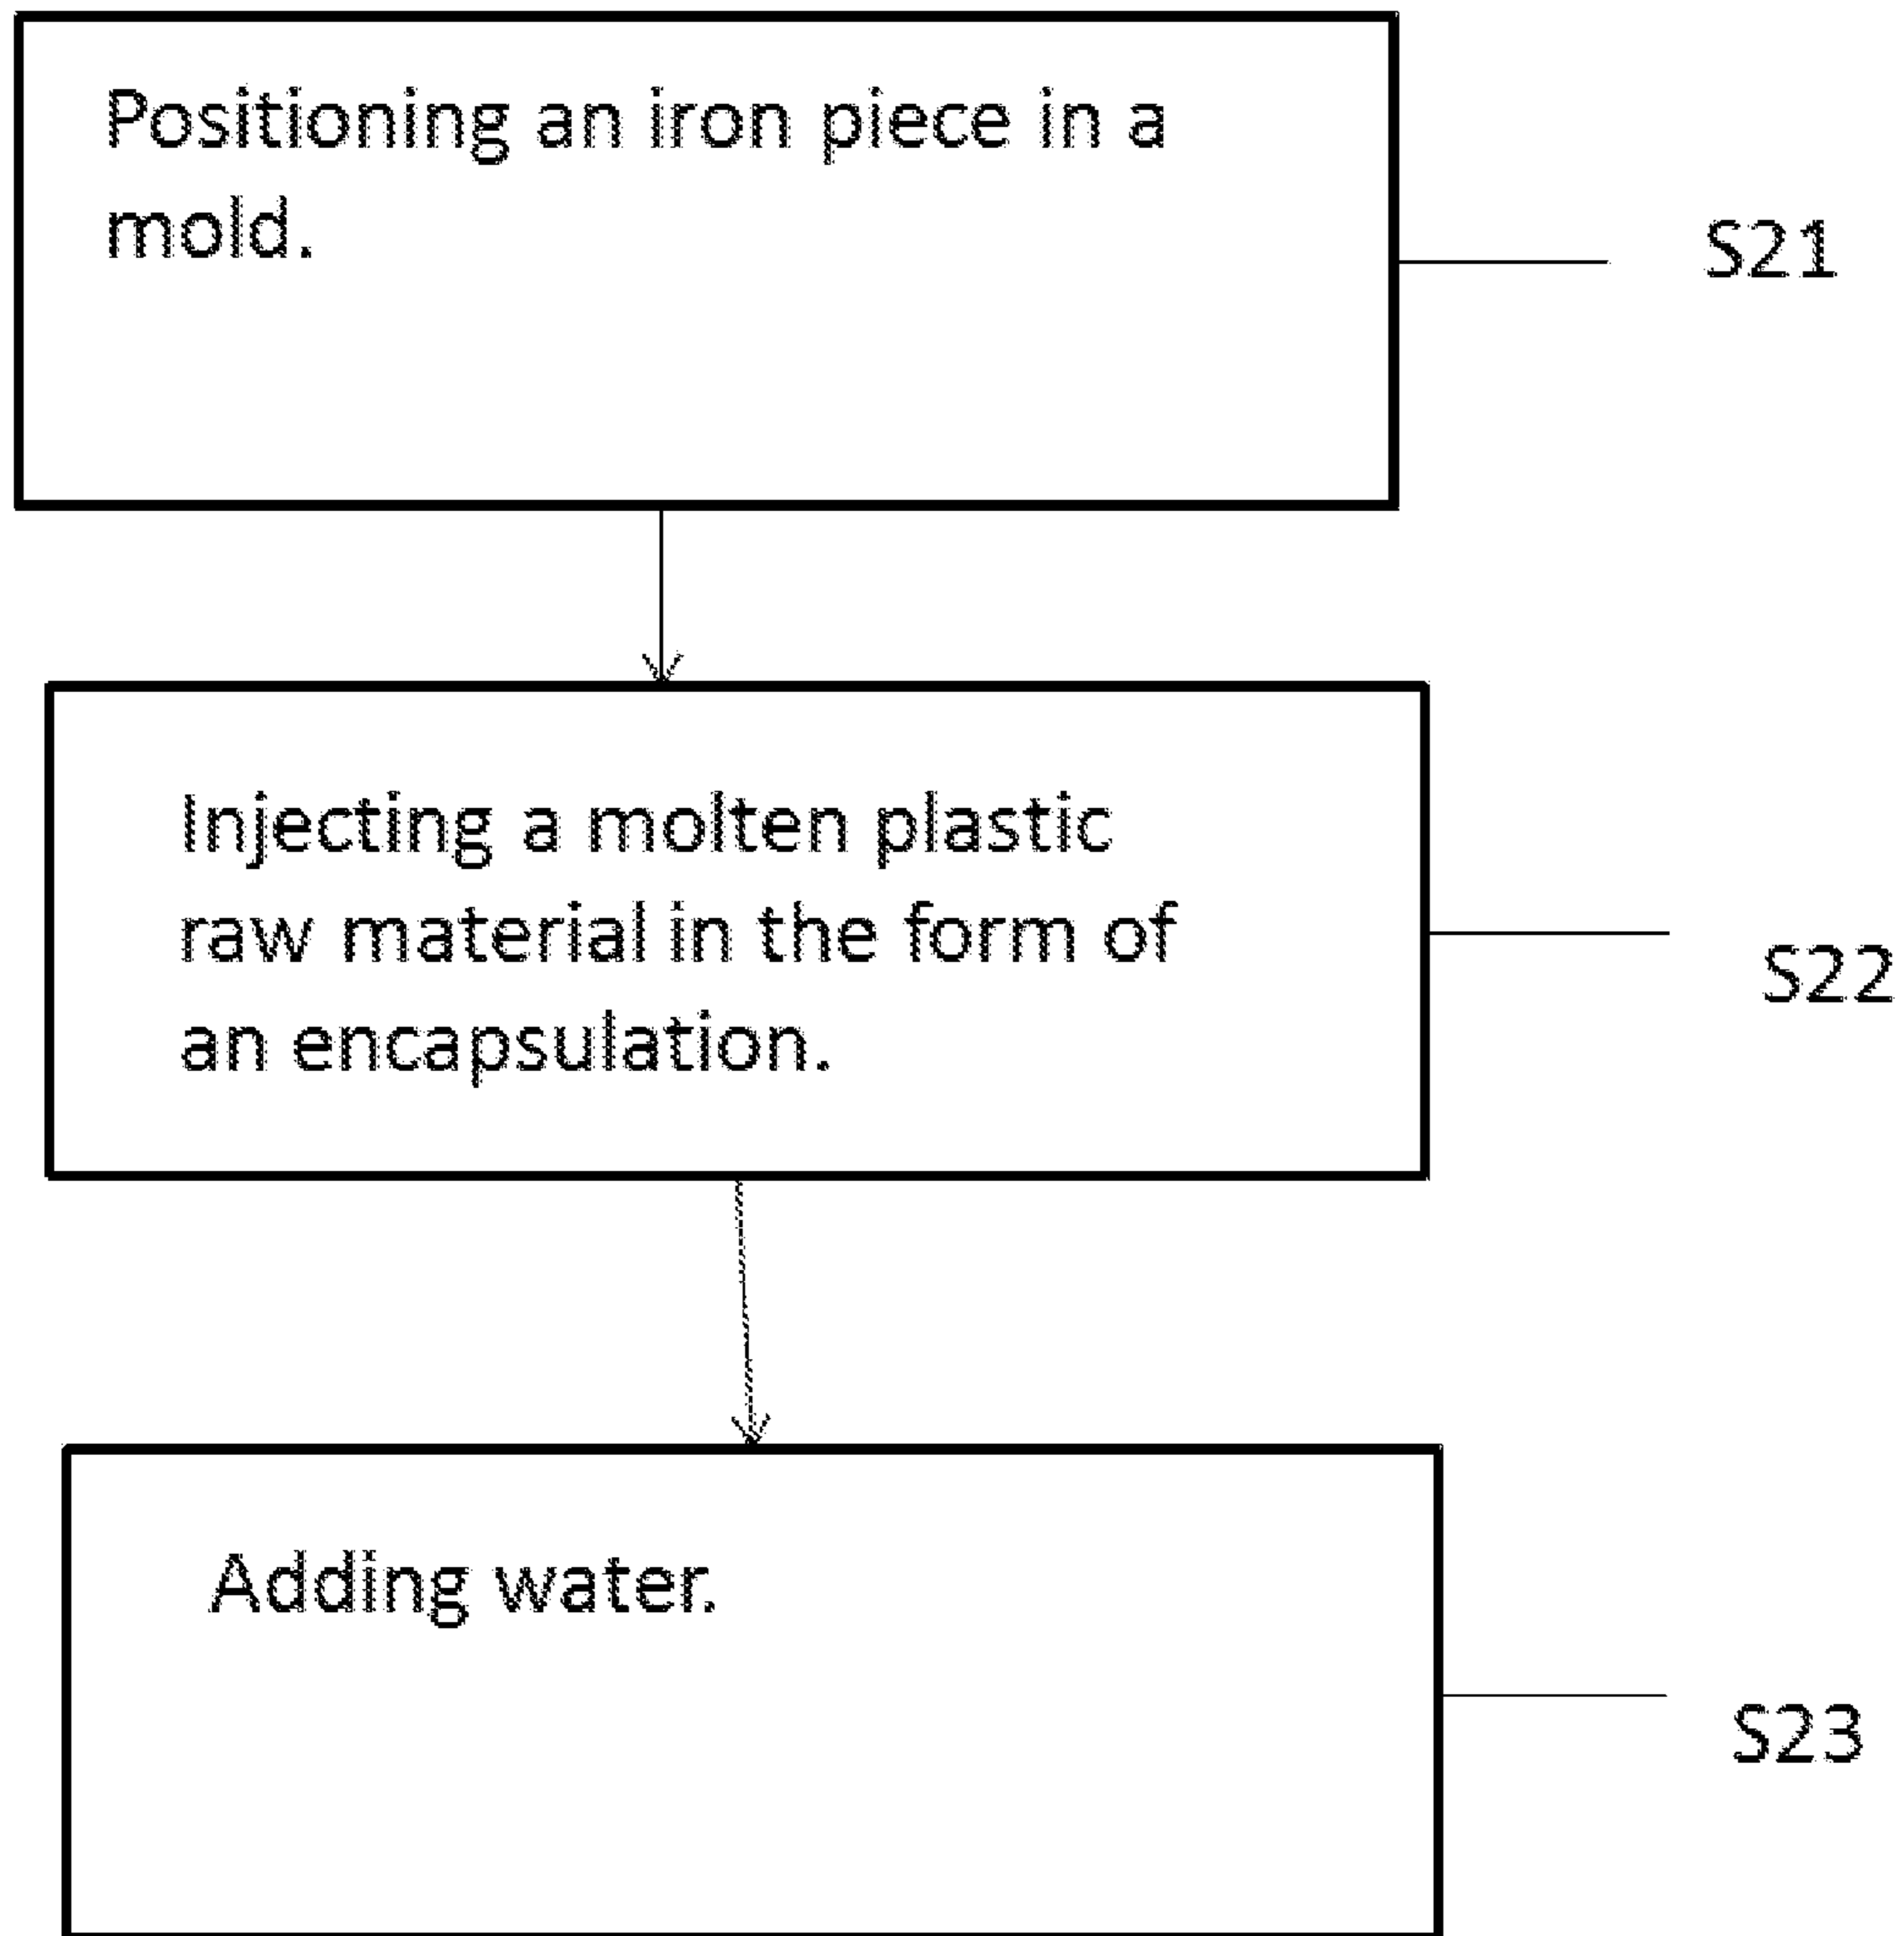 Positioning an iron piece in a
mold.
S21
Injecting a molten plastic
raw material in the form of
an encapsulation.
S22
Adding water.
S23